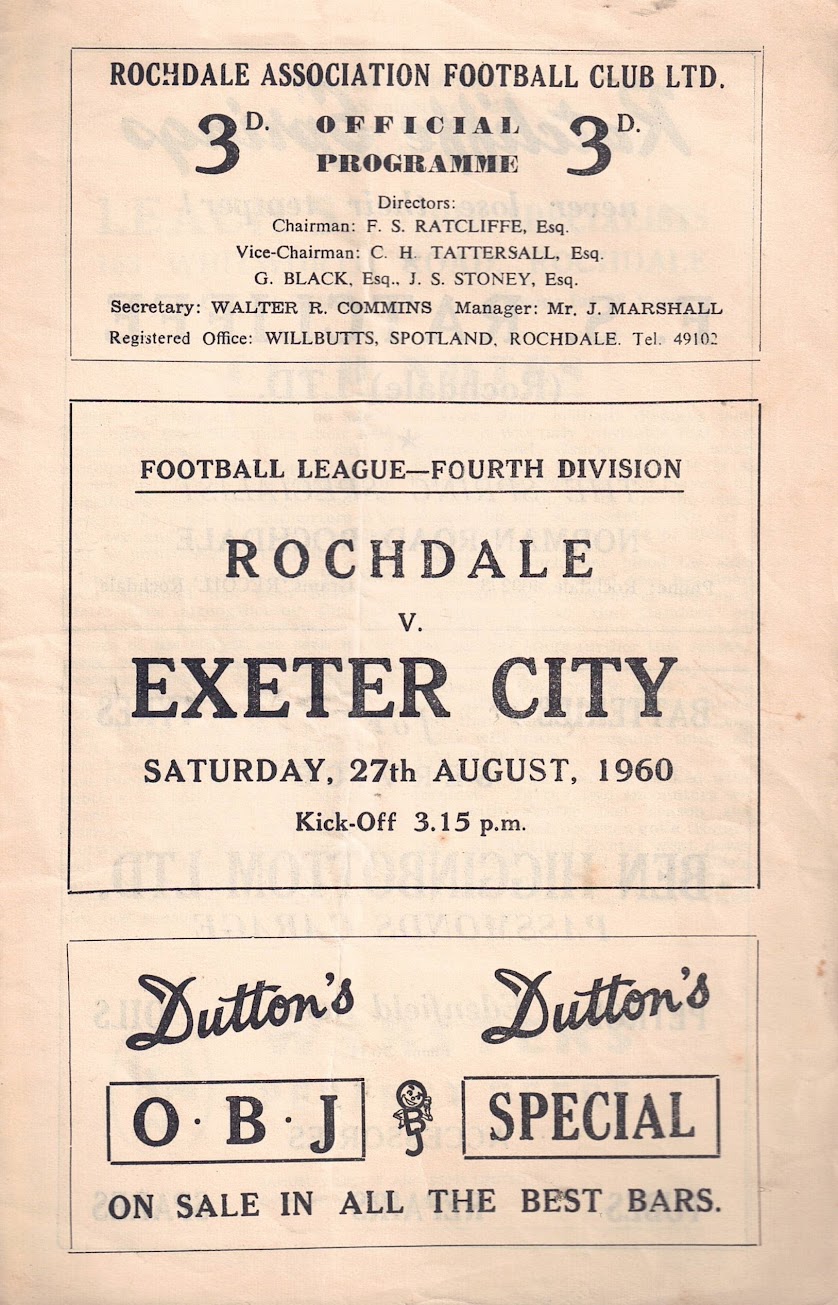 ROCHDALE ASSOCIATION FOOTBALL CLUB LTD.
3D. OFFICIAL 3D.
PROGRAMME
Directors:
Chairman: F. S. RATCLIFFE, Esq.
Vice-Chairman: C. H. TATTERSALL, Esq.
G. BLACK, Esq., J. S. STONEY, Esq.
Secretary: WALTER R. COMMINS Manager: Mr. J. MARSHALL
Registered Office: WILLBUTTS, SPOTLAND, ROCHDALE. Tel. 49102
FOOTBALL LEAGUE—FOURTH DIVISION
ROCHDALE
V.
EXETER CITY
SATURDAY, 27th AUGUST, 1960
Kick-Off 3.15 p.m.
Dutton's Dutton's
O · B · J OBJ SPECIAL
ON SALE IN ALL THE BEST BARS.